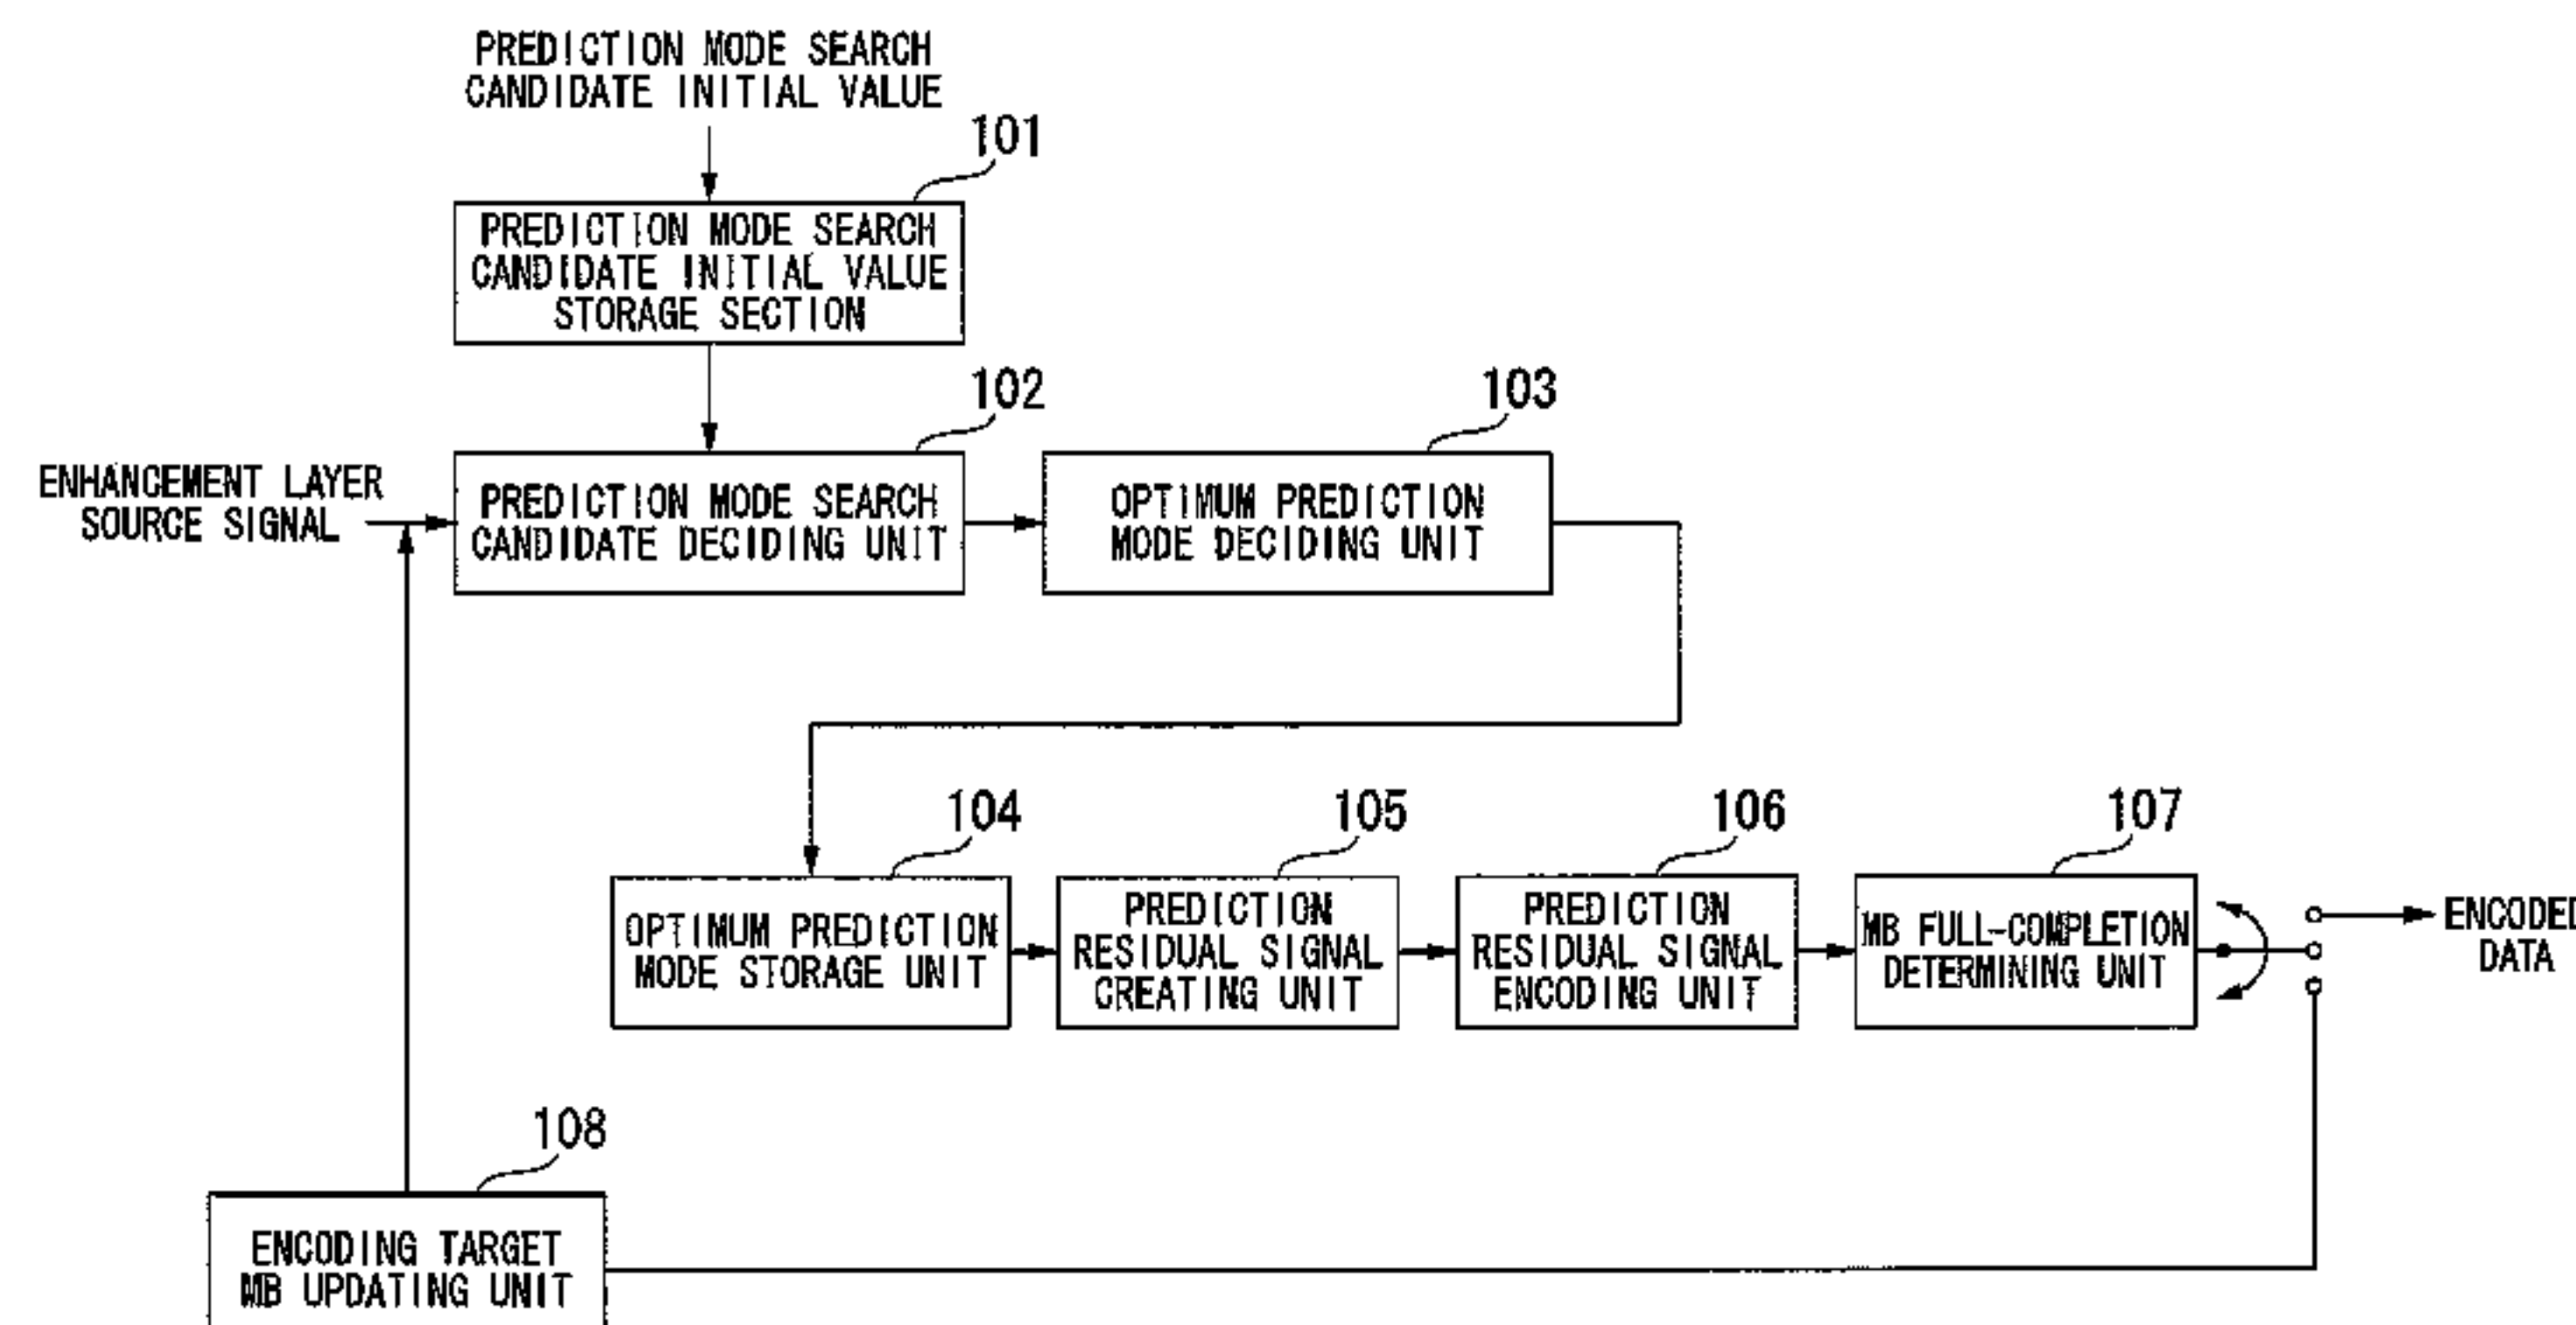 PREDICTION MODE SEARCH
CANDIDATE INITIAL VALUE
101
PREDICTION MODE SEARCH
CANDIDATE INITIAL VALUE
STORAGE SECTION
102
103
ENHANCEMENT LAYER
SOURCE SIGNAL
PREDICTION MODE SEARCH
CANDIDATE DECIDING UNIT
OPTIMUM PREDICTION
MODE DECIDING UNIT
104
105
106
107
OPTIMUM PREDICTION
MODE STORAGE UNIT
PREDICTION
RESIDUAL SIGNAL
CREATING UNIT
PREDICTION
RESIDUAL SIGNAL
ENCODING UNIT
MB FULL-COMPLETION
DETERMINING UNIT
ENCODED
DATA
108
ENCODING TARGET
MB UPDATING UNIT